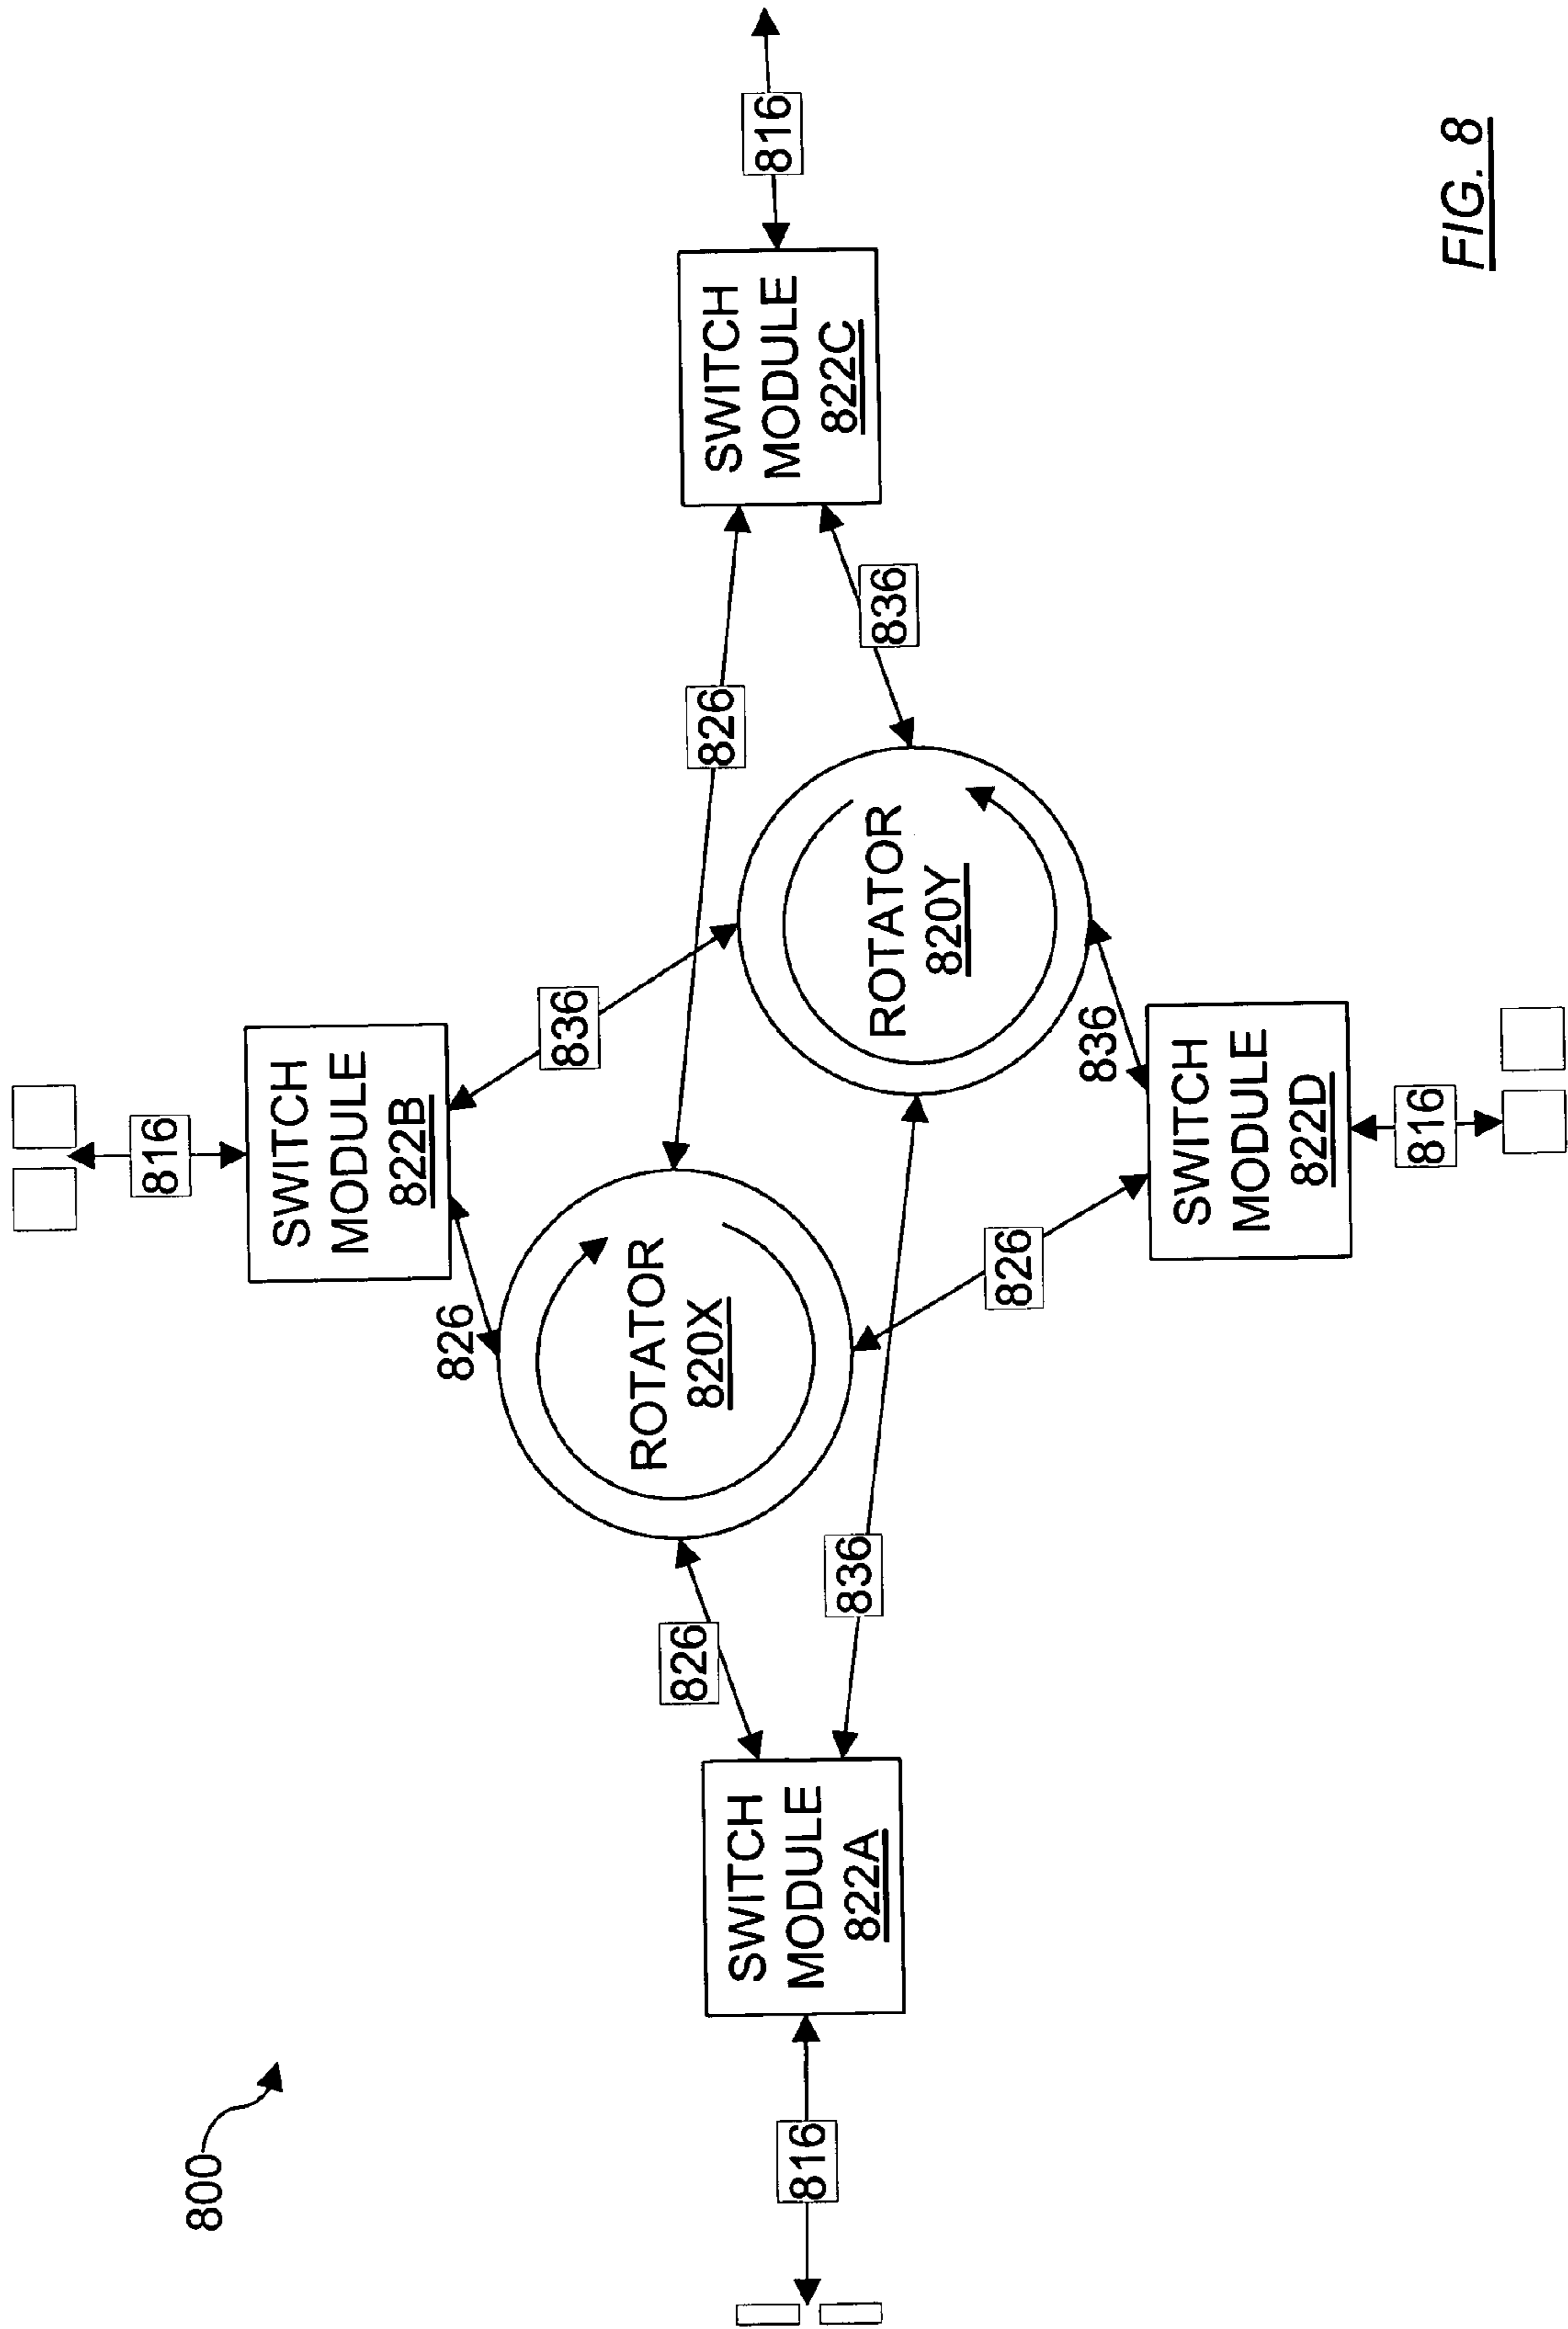 800
816
SWITCH
MODULE
822A
826
836
826
816
SWITCH
MODULE
822B
836
ROTATOR
820X
826
ROTATOR
820Y
836
SWITCH
MODULE
822D
816
826
836
SWITCH
MODULE
822C
816
FIG. 8